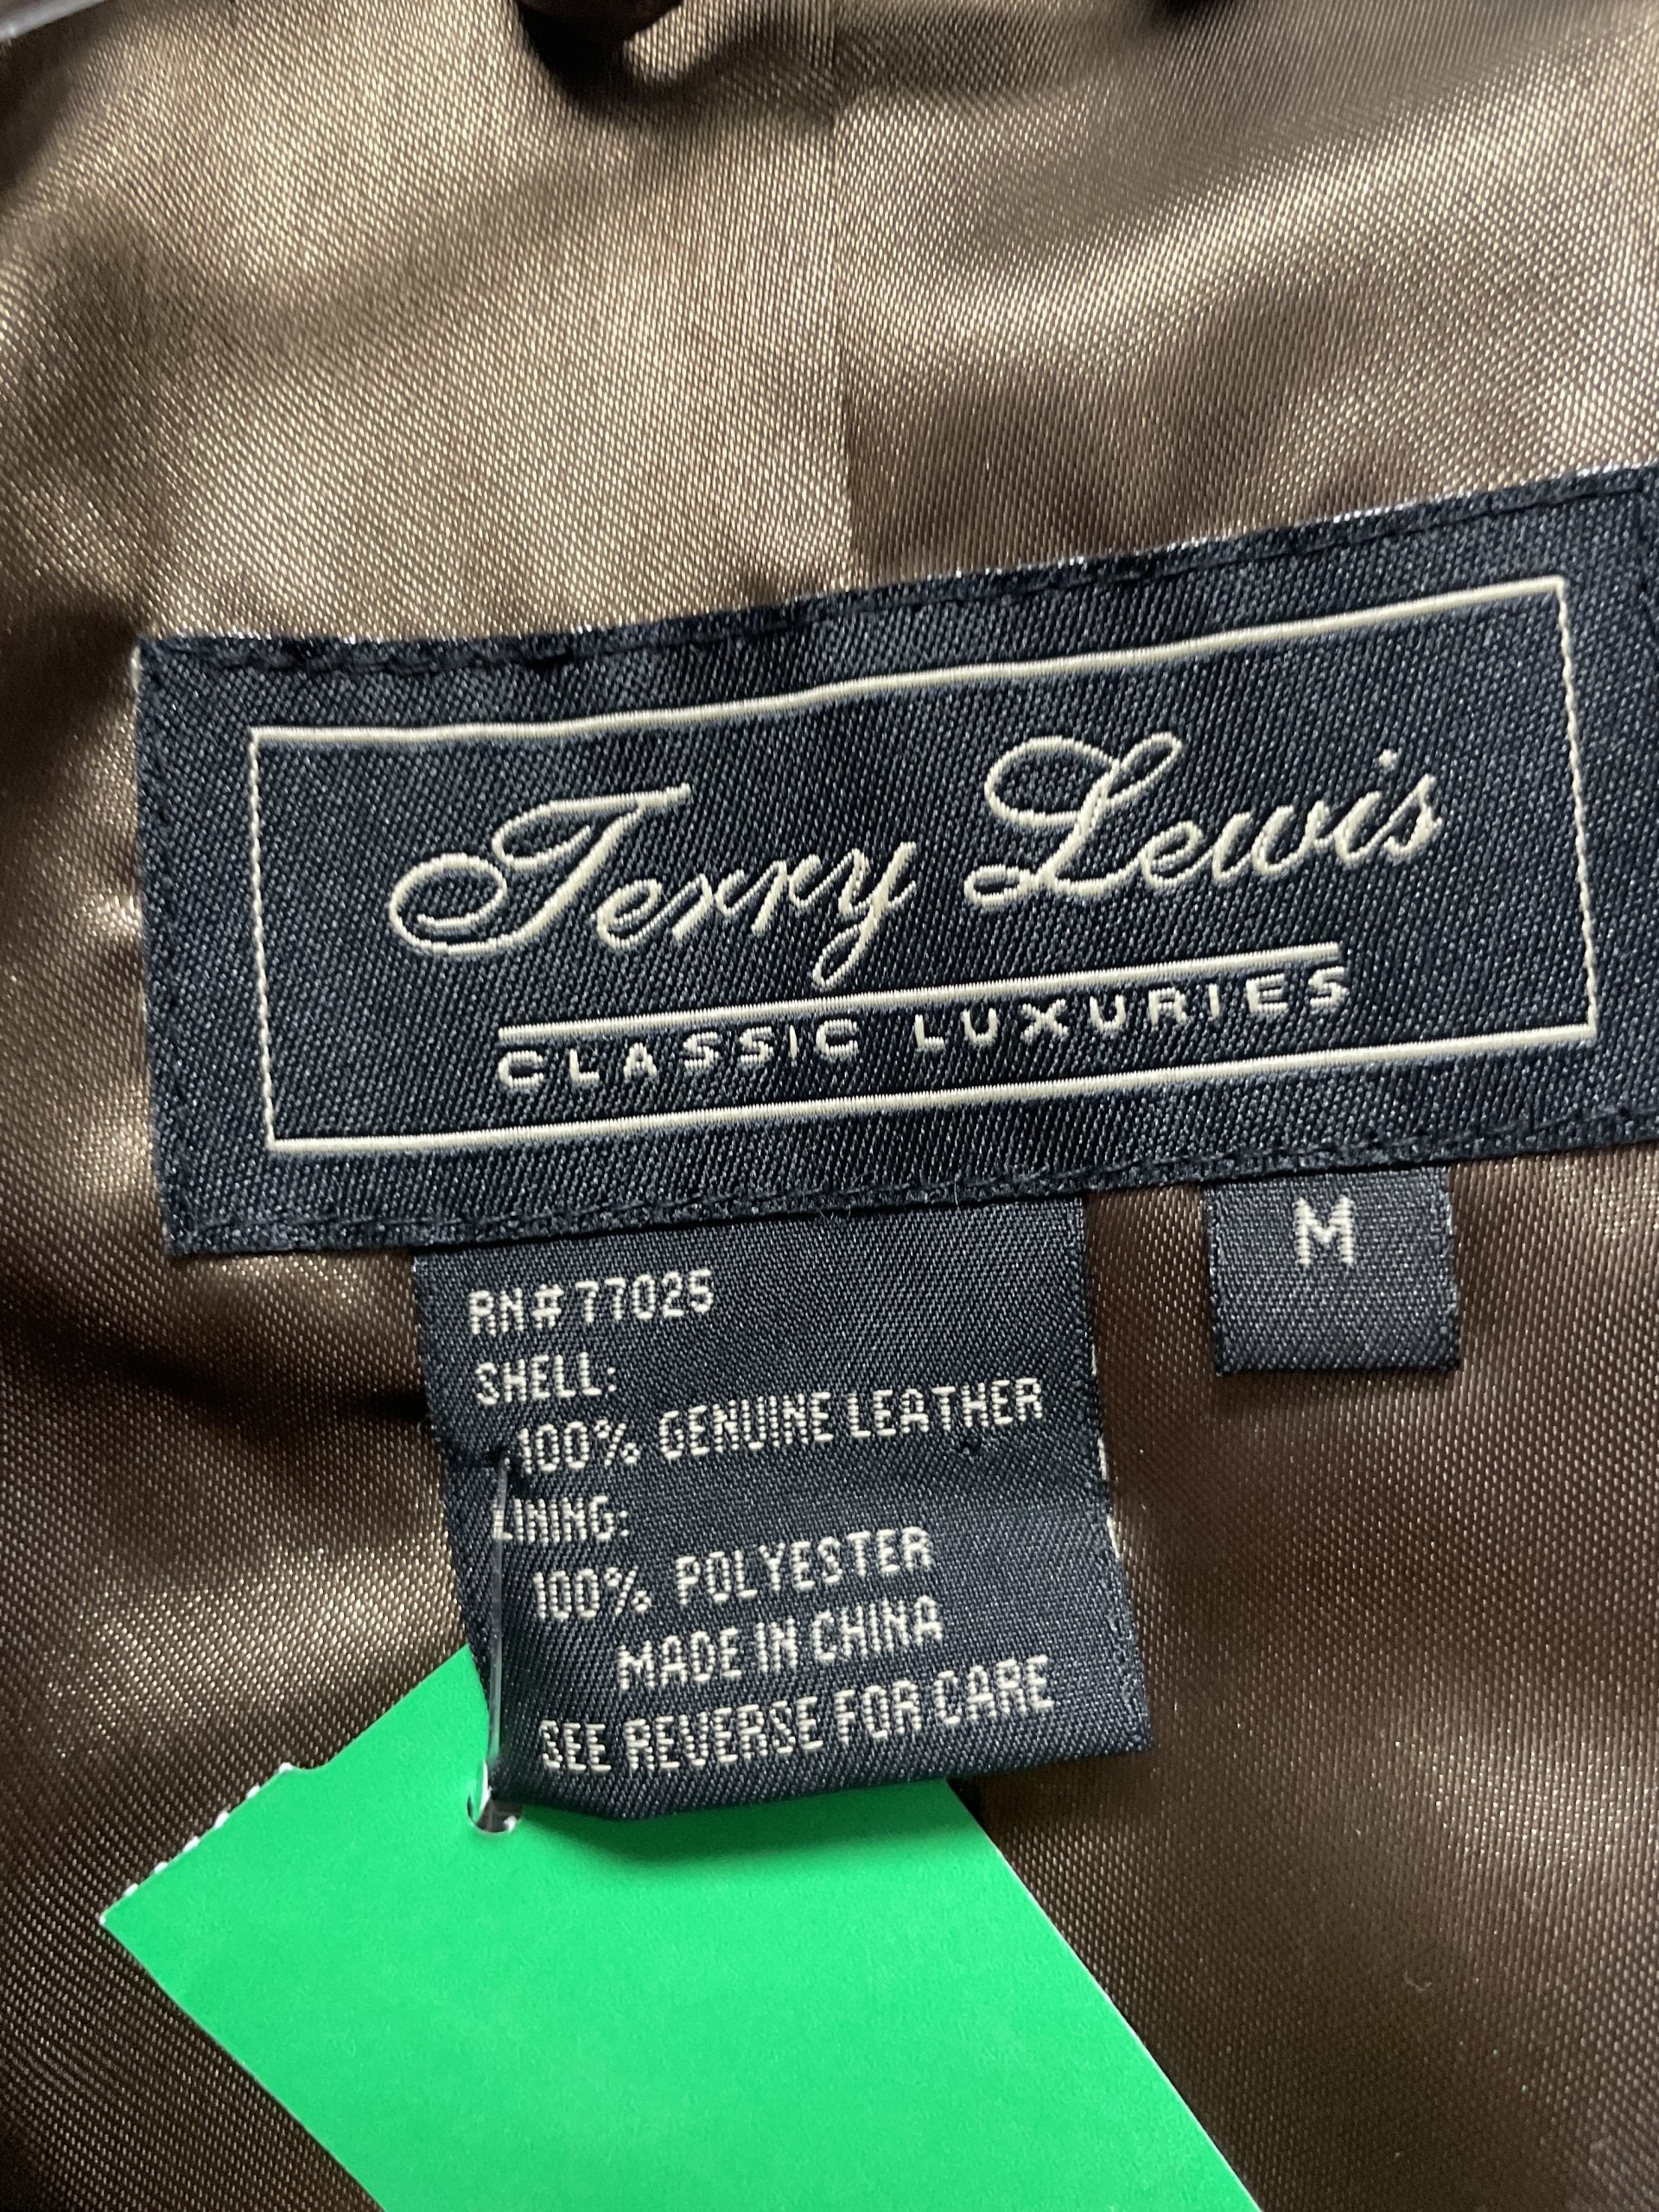 Terry Lewis
CLASSIC LUXURIES
M
RN# 77025
SHELL:
100% GENUINE LEATHER
LINING:
100% POLYESTER
MADE IN CHINA
SEE REVERSE FOR CARE